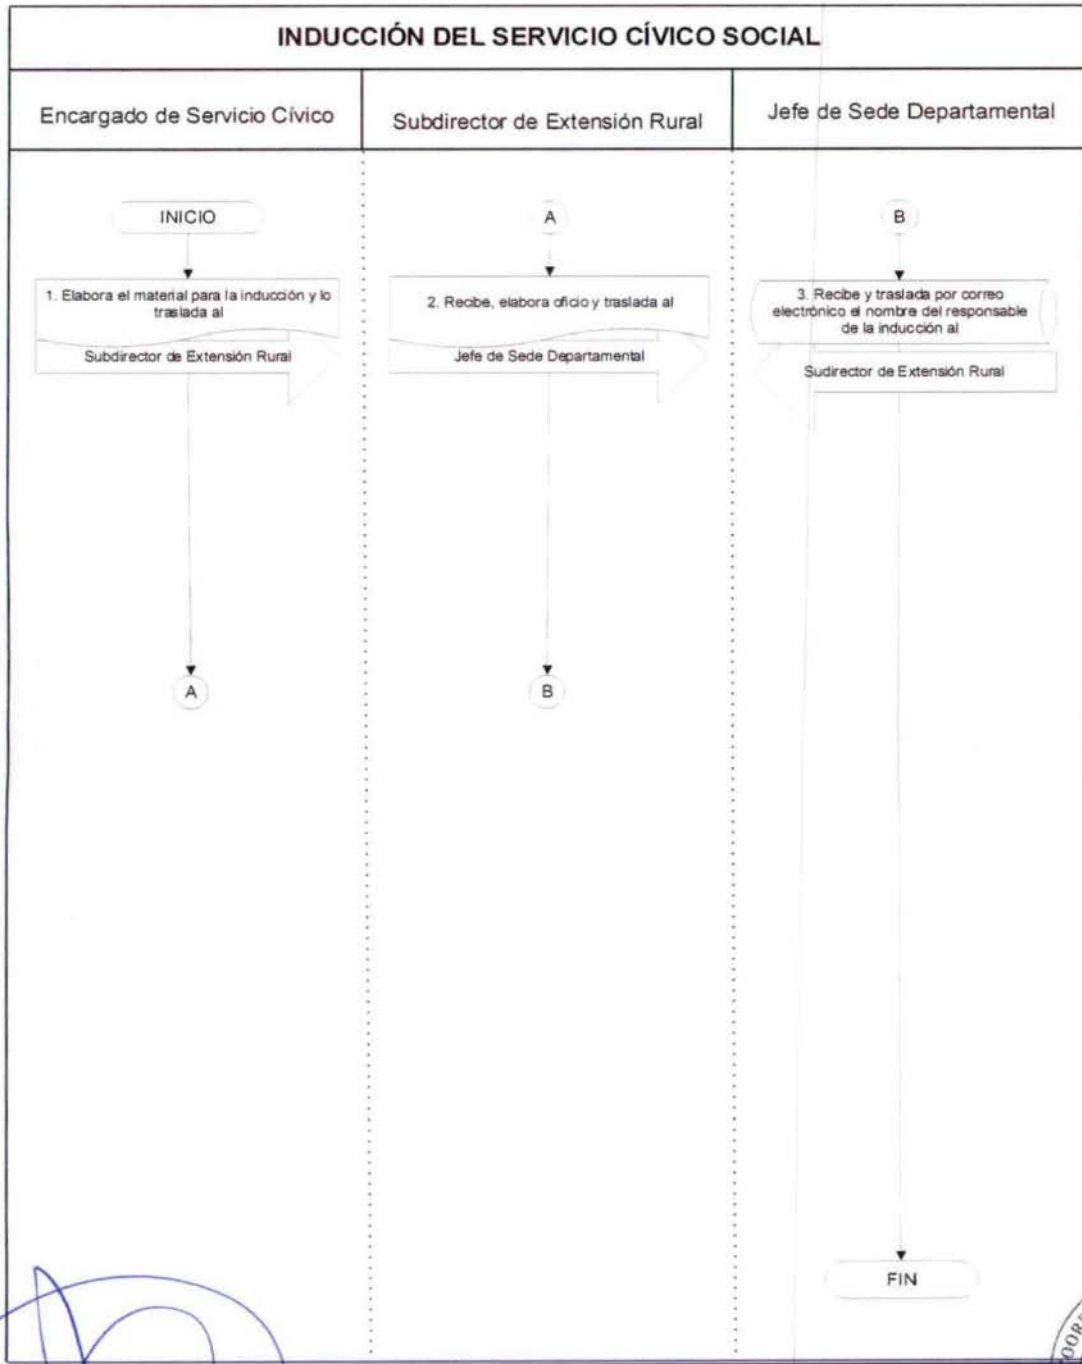 INDUCCIÓN DEL SERVICIO CÍVICO SOCIAL
Encargado de Servicio Cívico
Subdirector de Extensión Rural
Jefe de Sede Departamental
INICIO
1. Elabora el material para la inducción y lo
traslada al
Subdirector de Extensión Rural
A
A
2. Recibe, elabora oficio y traslada al
Jefe de Sede Departamental
B
B
3. Recibe y traslada por correo
electrónico el nombre del responsable
de la inducción al
Sudirector de Extensión Rural
FIN